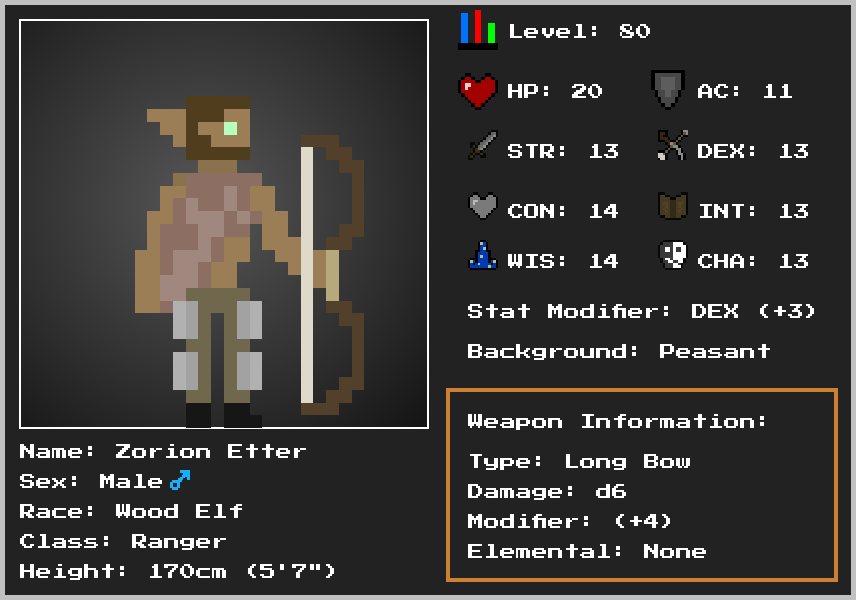 Level: 80
HP: 20
AC: 11
STR: 13
DEX: 13
CON: 14
INT: 13
WIS: 14
CHA: 13
Stat Modifier: DEX (+3)
Background: Peasant
Weapon Information:
Type: Long Bow
Damage: d6
Modifier: (+4)
Elemental: None
Name: Zorion Etter
Sex: Male♂
Race: Wood Elf
Class: Ranger
Height: 170cm (5'7")